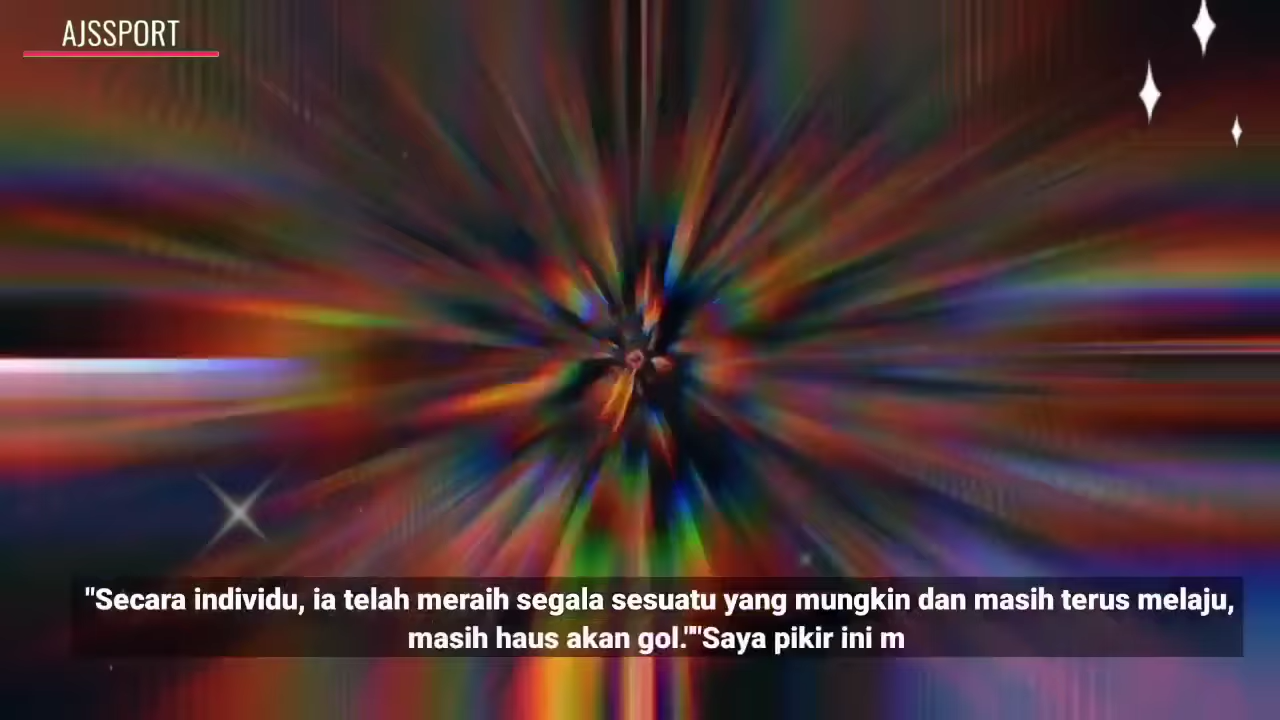 AJSSPORT
"Secara individu, ia telah meraih segala sesuatu yang mungkin dan masih terus melaju,
masih haus akan gol.""Saya pikir ini m